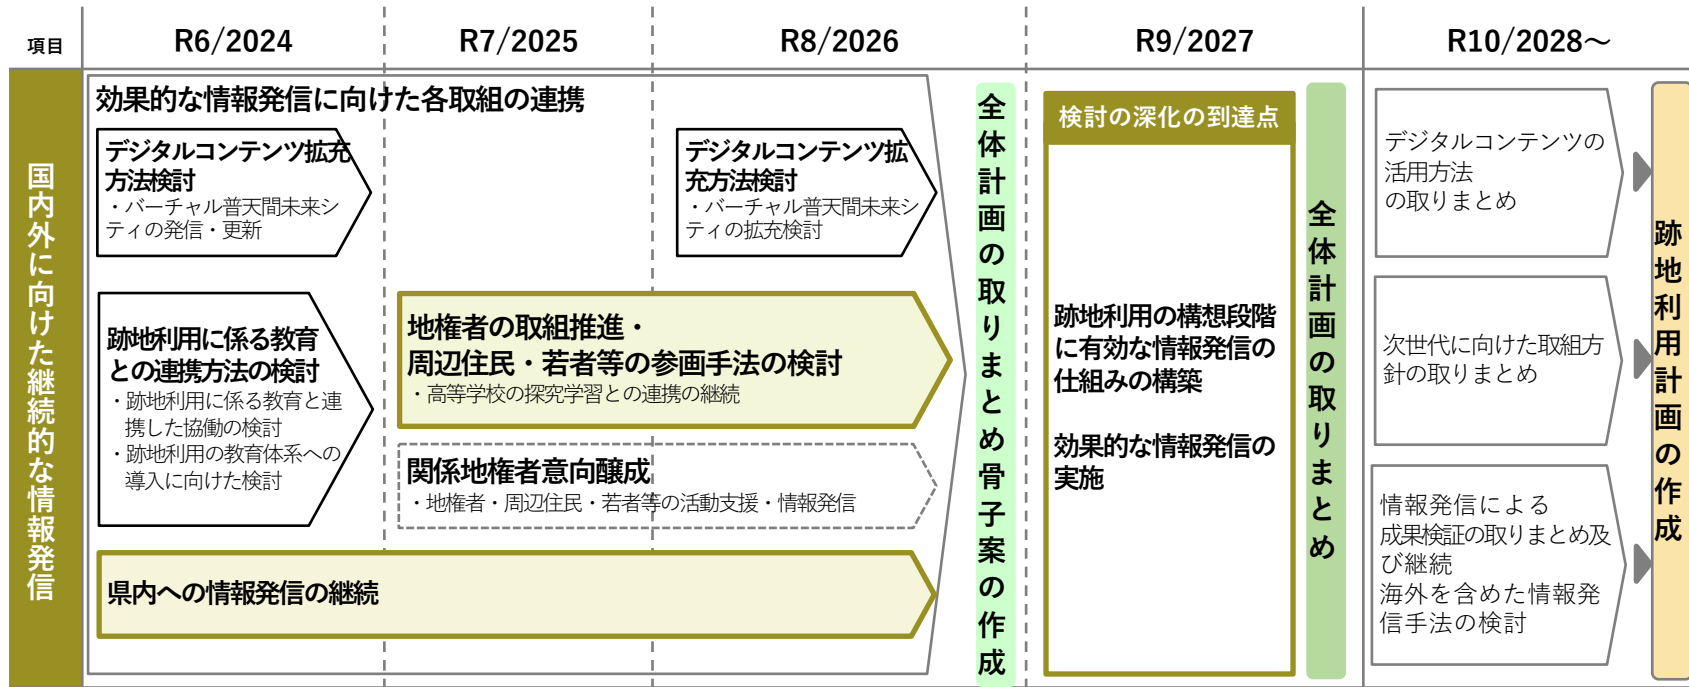 項目
R6/2024
R7/2025
R8/2026
R9/2027
R10/2028～
国内外に向けた継続的な情報発信
効果的な情報発信に向けた各取組の連携
デジタルコンテンツ拡充
方法検討
・バーチャル普天間未来シ
ティの発信・更新
デジタルコンテンツ拡
充方法検討
・バーチャル普天間未来シ
ティの拡充検討
跡地利用に係る教育
との連携方法の検討
・跡地利用に係る教育と連
携した協働の検討
・跡地利用の教育体系への
導入に向けた検討
地権者の取組推進・
周辺住民・若者等の参画手法の検討
・高等学校の探究学習との連携の継続
関係地権者意向醸成
・地権者・周辺住民・若者等の活動支援・情報発信
県内への情報発信の継続
全体計画の取りまとめ骨子案の作成
検討の深化の到達点
跡地利用の構想段階
に有効な情報発信の
仕組みの構築
効果的な情報発信の
実施
全体計画の取りまとめ
デジタルコンテンツの
活用方法
の取りまとめ
次世代に向けた取組方
針の取りまとめ
情報発信による
成果検証の取りまとめ及
び継続
海外を含めた情報発
信手法の検討
跡地利用計画の作成